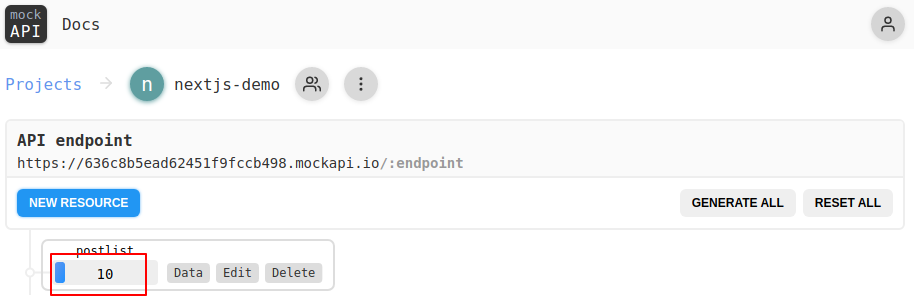 mock
API
Docs
Projects
n
nextjs-demo
API endpoint
https://636c8b5ead62451f9fccb498.mockapi.io/:endpoint
NEW RESOURCE
GENERATE ALL
RESET ALL
postlist
10
Data
Edit
Delete